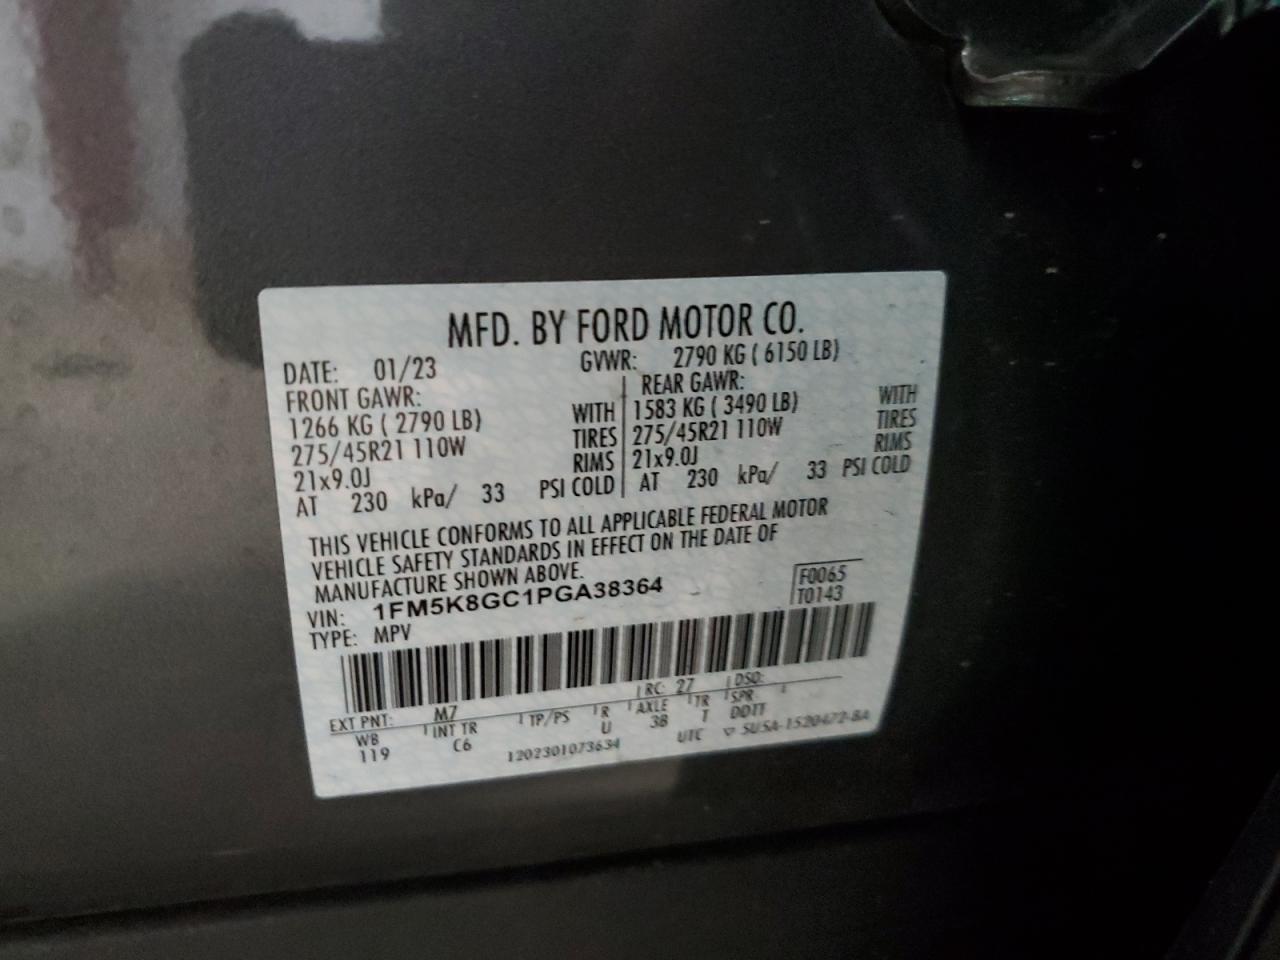 MFD. BY FORD MOTOR CO.
DATE: 01/23 GVWR: 2790 KG ( 6150 LB)
FRONT GAWR: REAR GAWR:
1266 KG ( 2790 LB) WITH 1583 KG ( 3490 LB) WITH
275/45R21 110W TIRES 275/45R21 110W TIRES
21x9.0J RIMS 21x9.0J RIMS
AT 230 kPa/ 33 PSI COLD AT 230 kPa/ 33 PSI COLD
THIS VEHICLE CONFORMS TO ALL APPLICABLE FEDERAL MOTOR
VEHICLE SAFETY STANDARDS IN EFFECT ON THE DATE OF
MANUFACTURE SHOWN ABOVE.
VIN: 1FM5K8GC1PGA38364 F0065
TYPE: MPV T0143
EXT PNT: M7 RC: 27 DSO:
WB INT TR TP/PS R AXLE TR SPR
119 C6 U 3B T DDTT
1202301073634 UTC ▽ 5U5A-1520472-BA